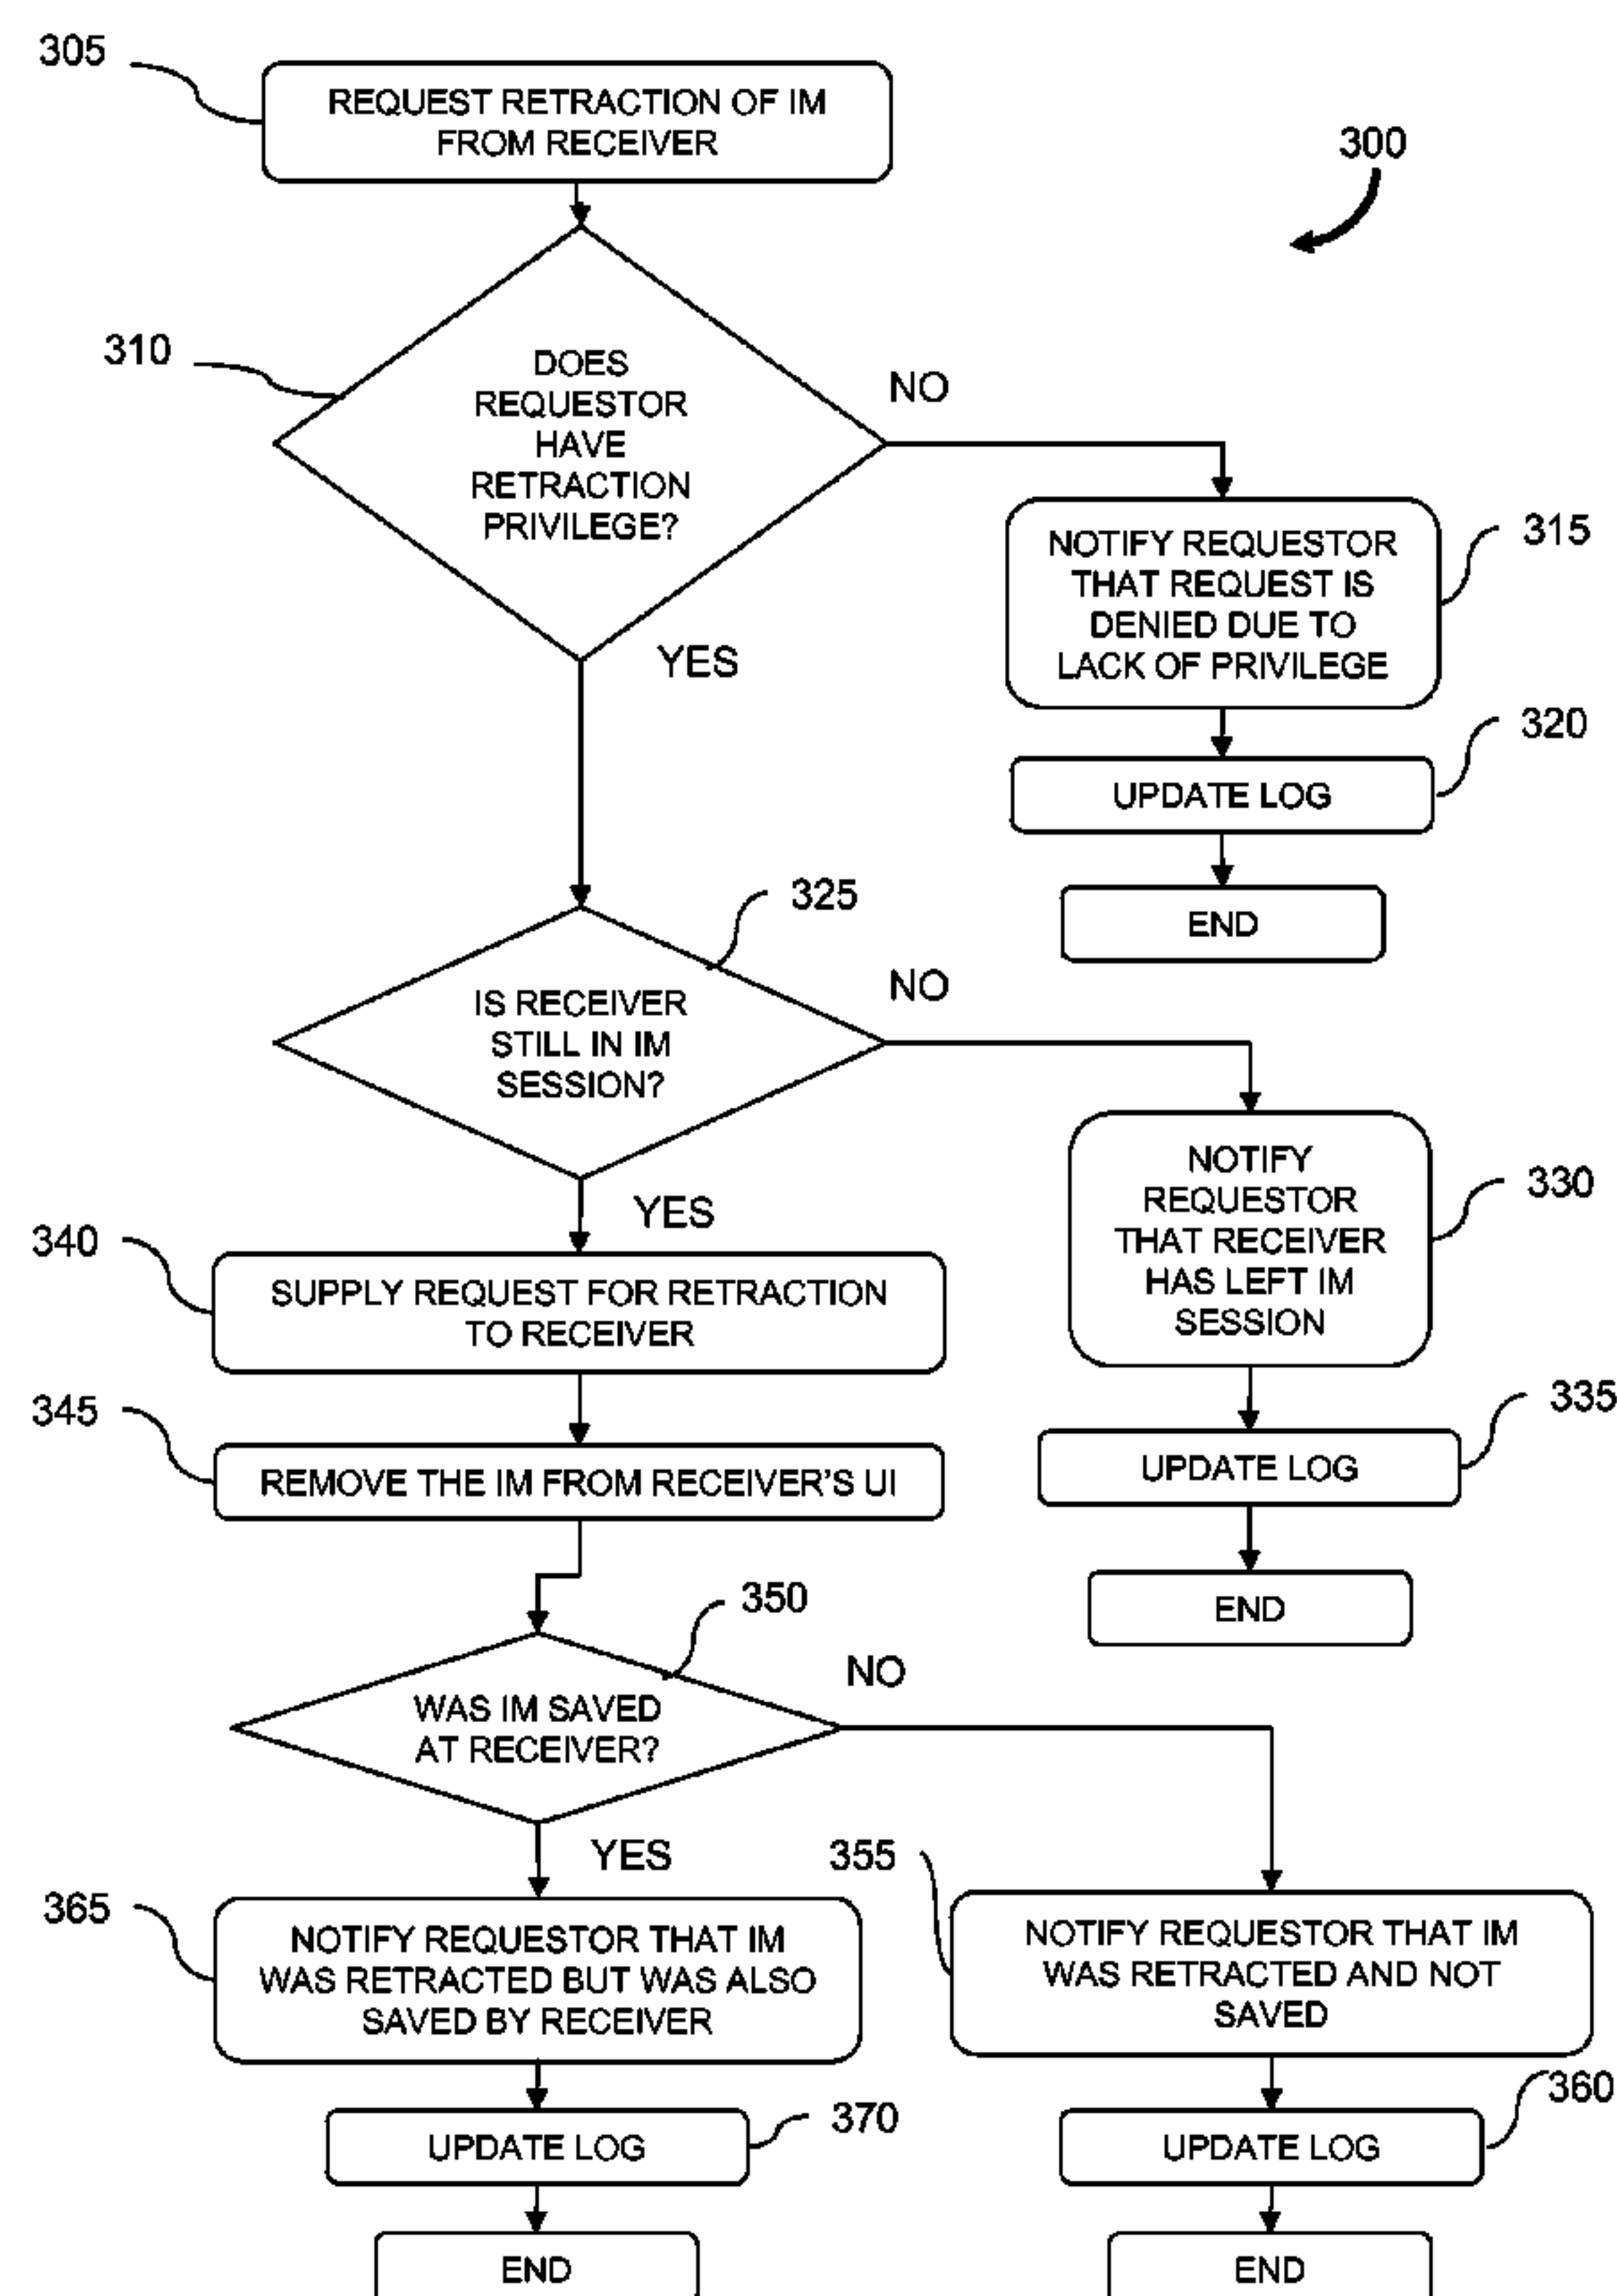 305
REQUEST RETRACTION OF IM
FROM RECEIVER
300
310
DOES
REQUESTOR
HAVE
RETRACTION
PRIVILEGE?
NO
YES
NOTIFY REQUESTOR
THAT REQUEST IS
DENIED DUE TO
LACK OF PRIVILEGE
315
UPDATE LOG
320
END
325
IS RECEIVER
STILL IN IM
SESSION?
NO
YES
NOTIFY
REQUESTOR
THAT RECEIVER
HAS LEFT IM
SESSION
330
UPDATE LOG
335
END
340
SUPPLY REQUEST FOR RETRACTION
TO RECEIVER
345
REMOVE THE IM FROM RECEIVER'S UI
350
WAS IM SAVED
AT RECEIVER?
NO
YES
365
NOTIFY REQUESTOR THAT IM
WAS RETRACTED BUT WAS ALSO
SAVED BY RECEIVER
355
NOTIFY REQUESTOR THAT IM
WAS RETRACTED AND NOT
SAVED
UPDATE LOG
370
UPDATE LOG
360
END
END